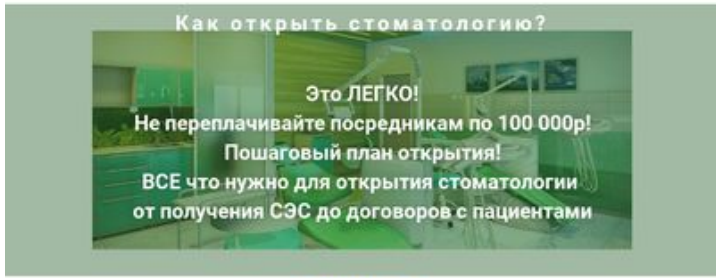 Как открыть стоматологию?
Это ЛЕГКО!
Не переплачивайте посредникам по 100 000р!
Пошаговый план открытия!
ВСЕ что нужно для открытия стоматологии
от получения СЭС до договоров с пациентами